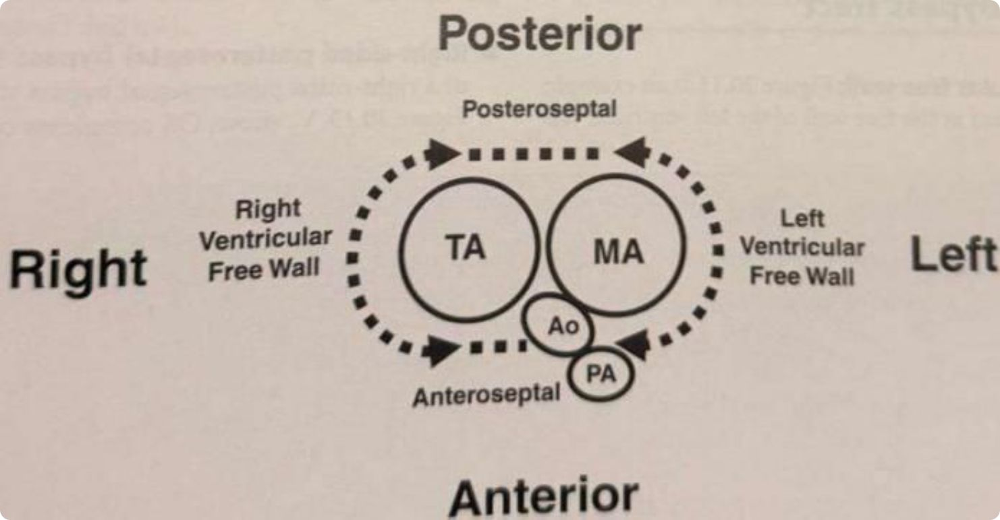 Posterior
Posteroseptal
Right
Ventricular
Free Wall
Right
TA
MA
Left
Ventricular
Free Wall
Left
Ao
PA
Anteroseptal
Anterior